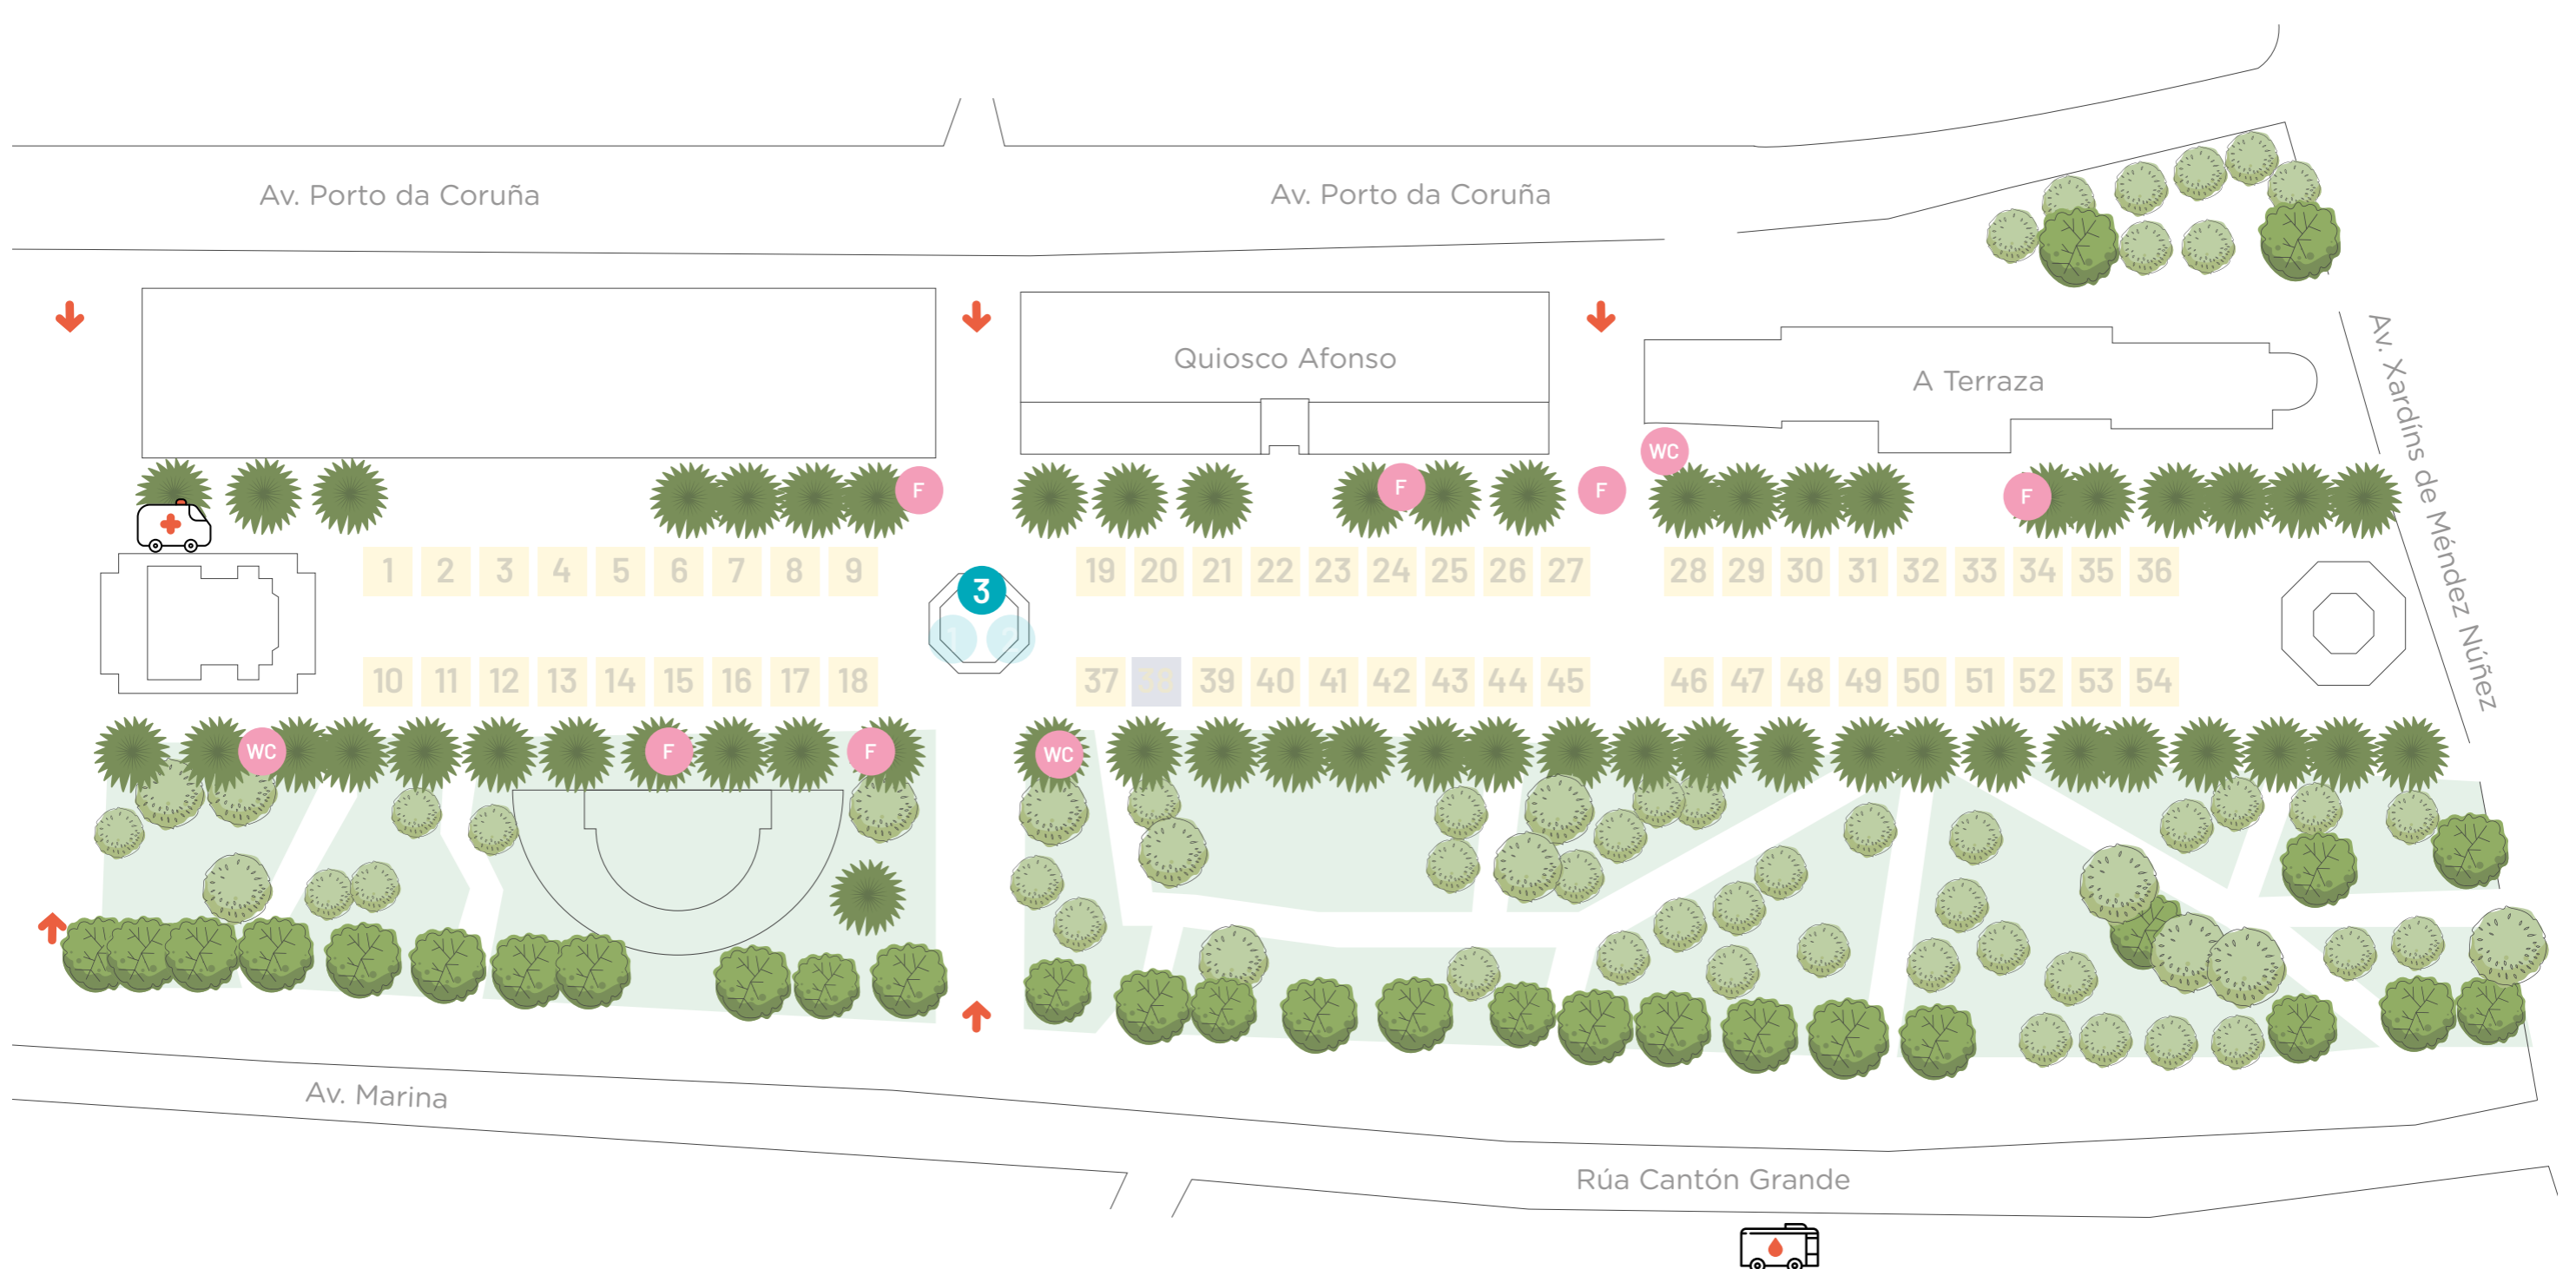 Av. Porto da Coruña
Av. Porto da Coruña
Quiosco Afonso
A Terraza
Av. Xardíns de Méndez Núñez
WC
F
F
F
F
1 2 3 4 5 6 7 8 9
19 20 21 22 23 24 25 26 27
28 29 30 31 32 33 34 35 36
3
1 2
10 11 12 13 14 15 16 17 18
37 38 39 40 41 42 43 44 45
46 47 48 49 50 51 52 53 54
WC
F
F
WC
Av. Marina
Rúa Cantón Grande